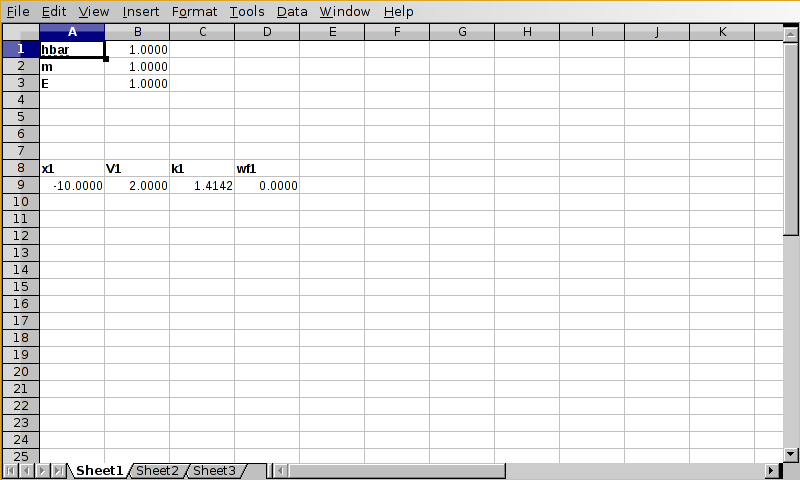 File Edit View Insert Format Tools Data Window Help
A B C D E F G H I J K
1 hbar 1.0000
2 m 1.0000
3 E 1.0000
4
5
6
7
8 x1 V1 k1 wf1
9 -10.0000 2.0000 1.4142 0.0000
10
11
12
13
14
15
16
17
18
19
20
21
22
23
24
25
Sheet1 Sheet2 Sheet3